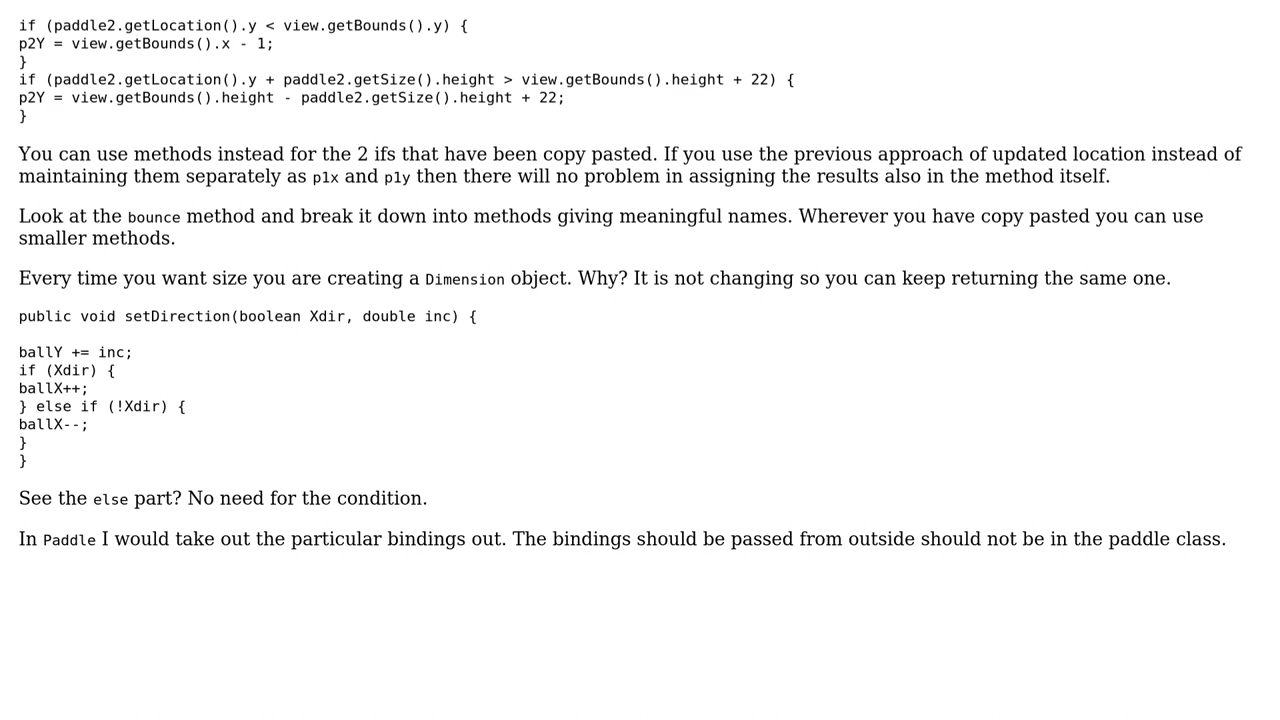 if (paddle2.getLocation().y < view.getBounds().y) {
p2Y = view.getBounds().x - 1;
}
if (paddle2.getLocation().y + paddle2.getSize().height > view.getBounds().height + 22) {
p2Y = view.getBounds().height - paddle2.getSize().height + 22;
}
You can use methods instead for the 2 ifs that have been copy pasted. If you use the previous approach of updated location instead of
maintaining them separately as p1x and p1y then there will no problem in assigning the results also in the method itself.
Look at the bounce method and break it down into methods giving meaningful names. Wherever you have copy pasted you can use
smaller methods.
Every time you want size you are creating a Dimension object. Why? It is not changing so you can keep returning the same one.
public void setDirection(boolean Xdir, double inc) {
ballY += inc;
if (Xdir) {
ballX++;
} else if (!Xdir) {
ballX--;
}
}
See the else part? No need for the condition.
In Paddle I would take out the particular bindings out. The bindings should be passed from outside should not be in the paddle class.